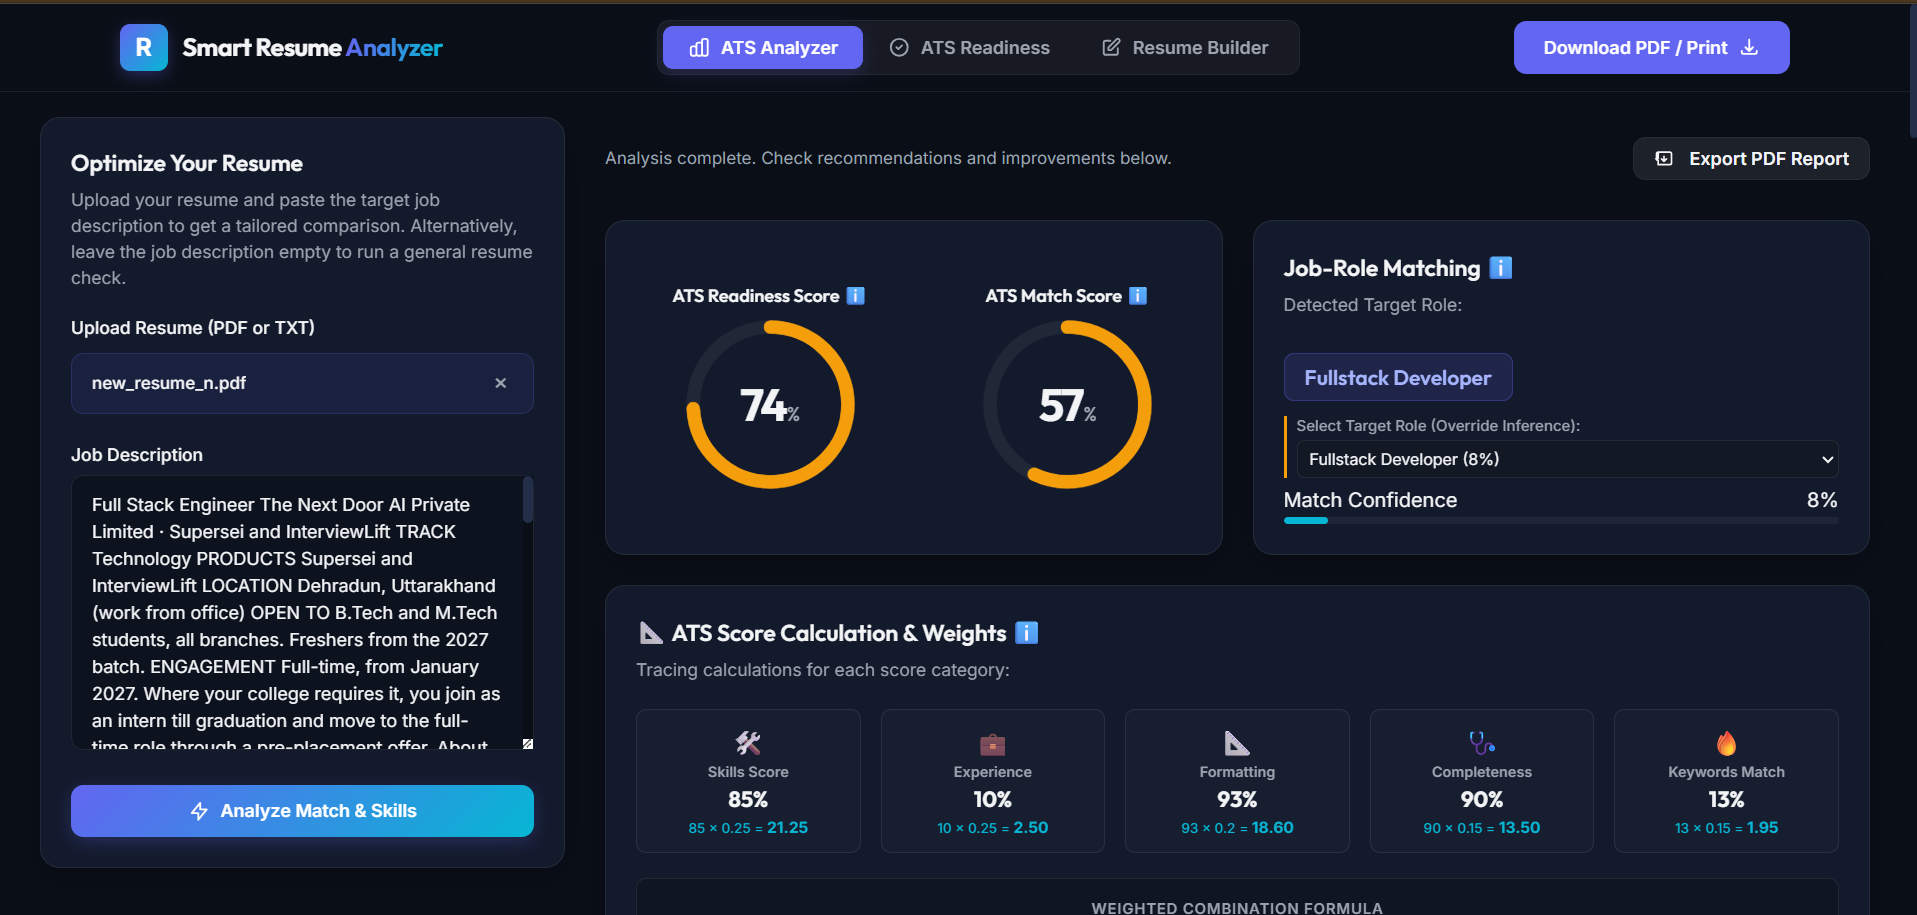 R Smart Resume Analyzer
ATS Analyzer
ATS Readiness
Resume Builder
Download PDF / Print
Optimize Your Resume
Upload your resume and paste the target job
description to get a tailored comparison. Alternatively,
leave the job description empty to run a general resume
check.
Upload Resume (PDF or TXT)
new_resume_n.pdf ×
Job Description
Full Stack Engineer The Next Door AI Private
Limited · Supersei and InterviewLift TRACK
Technology PRODUCTS Supersei and
InterviewLift LOCATION Dehradun, Uttarakhand
(work from office) OPEN TO B.Tech and M.Tech
students, all branches. Freshers from the 2027
batch. ENGAGEMENT Full-time, from January
2027. Where your college requires it, you join as
an intern till graduation and move to the full-
time role through a pre-placement offer. About
Analyze Match & Skills
Analysis complete. Check recommendations and improvements below.
Export PDF Report
ATS Readiness Score i
74%
ATS Match Score i
57%
Job-Role Matching i
Detected Target Role:
Fullstack Developer
Select Target Role (Override Inference):
Fullstack Developer (8%)
Match Confidence 8%
ATS Score Calculation & Weights i
Tracing calculations for each score category:
Skills Score
85%
85 × 0.25 = 21.25
Experience
10%
10 × 0.25 = 2.50
Formatting
93%
93 × 0.2 = 18.60
Completeness
90%
90 × 0.15 = 13.50
Keywords Match
13%
13 × 0.15 = 1.95
WEIGHTED COMBINATION FORMULA